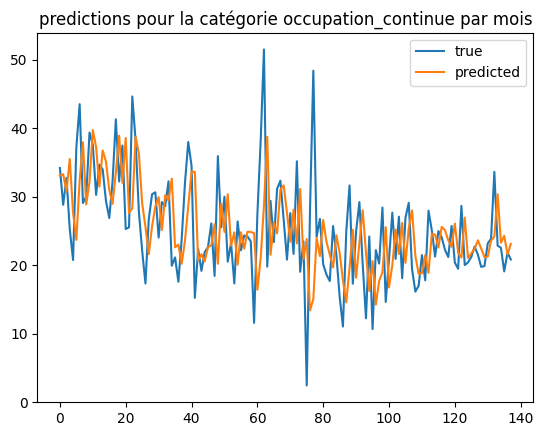 predictions pour la catégorie occupation_continue par mois
true
predicted
50
40
30
20
10
0
0 20 40 60 80 100 120 140